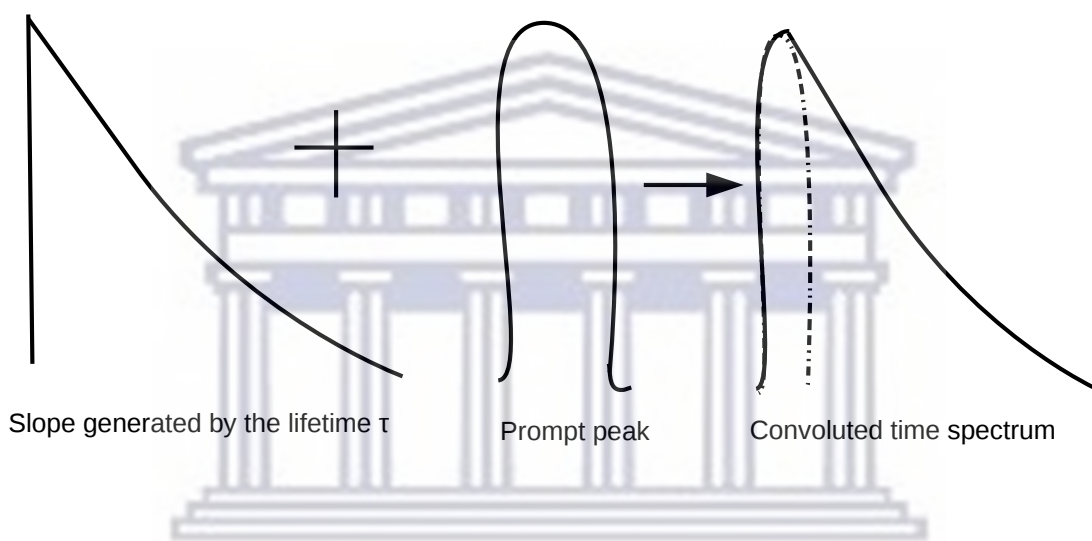 Slope generated by the lifetime τ
Prompt peak
Convoluted time spectrum